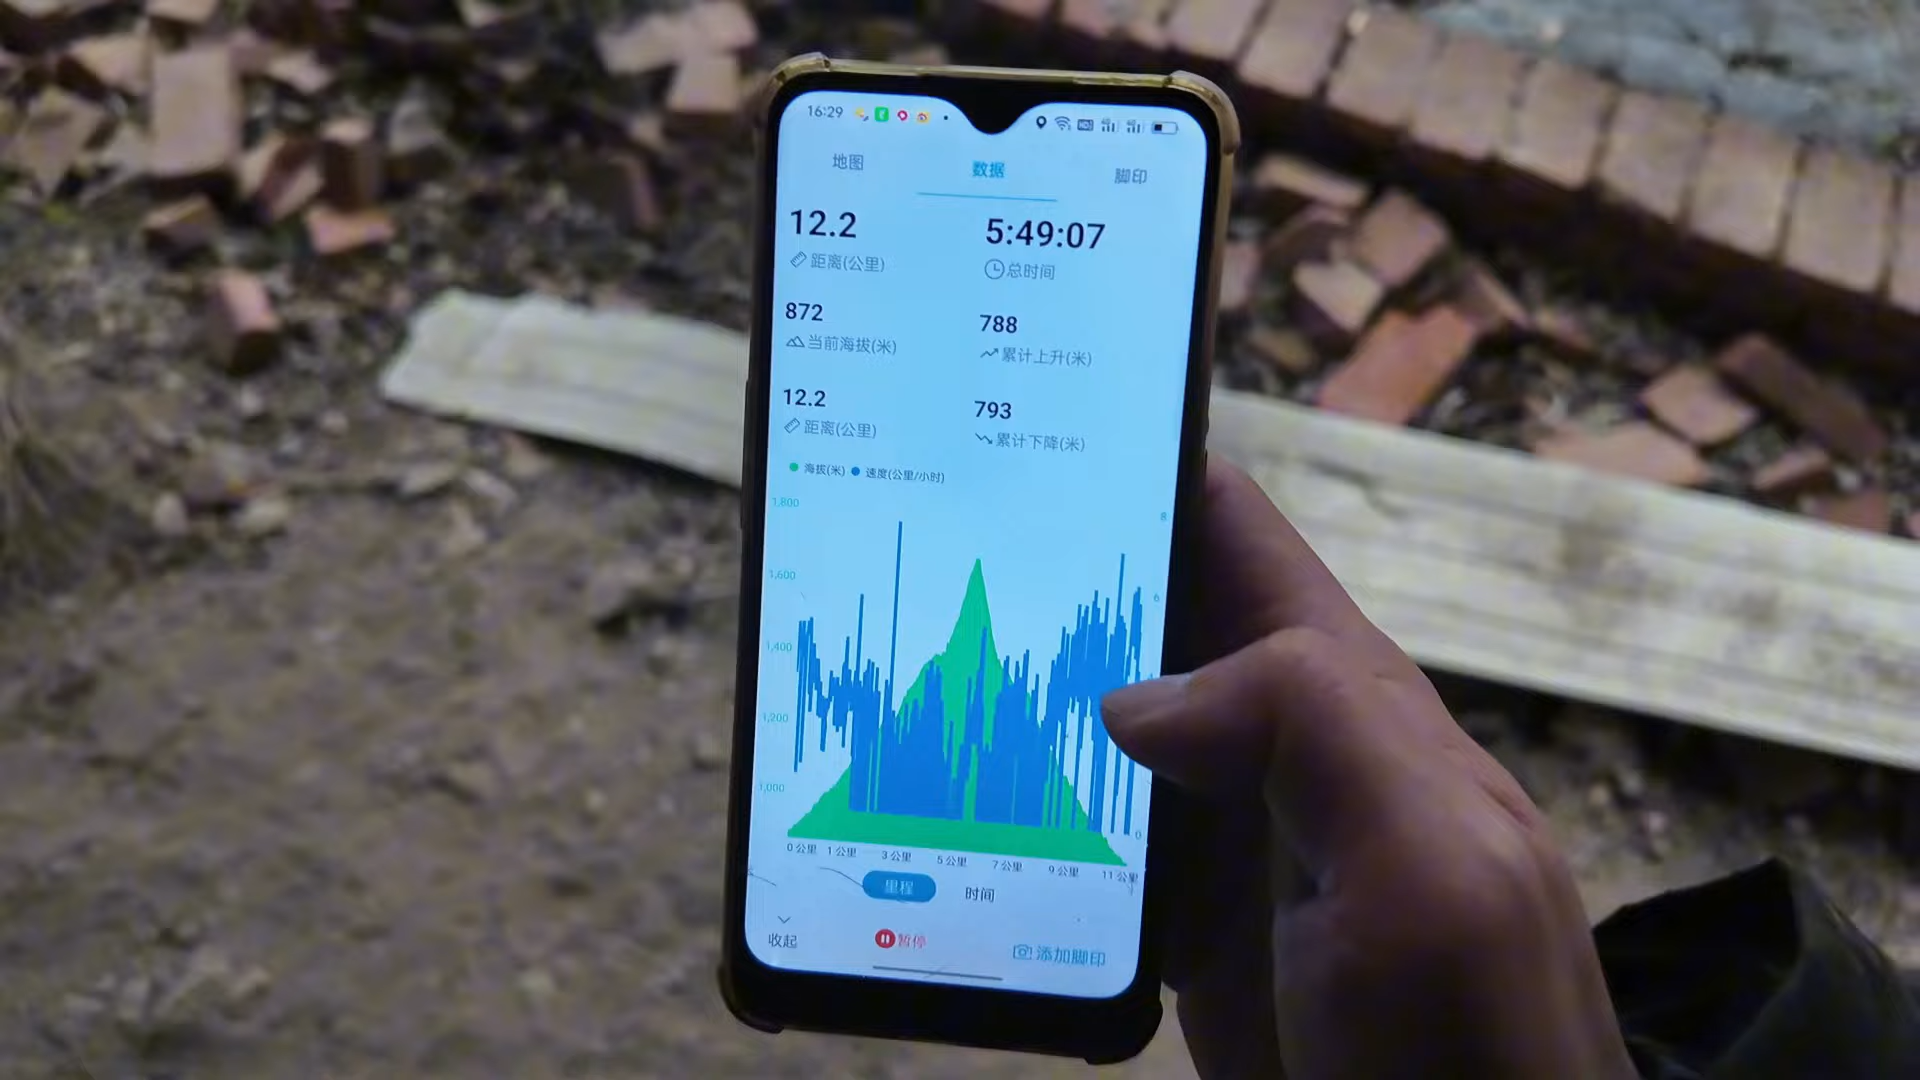 16:29
地图 数据 脚印
12.2 5:49:07
距离(公里) 总时间
872 788
当前海拔(米) 累计上升(米)
12.2 793
距离(公里) 累计下降(米)
海拔(米) 速度(公里/小时)
1,800 8
1,600 6
1,400
1,200
1,000 0
0公里 1公里 3公里 5公里 7公里 9公里 11公里
里程 时间
收起 暂停 添加脚印